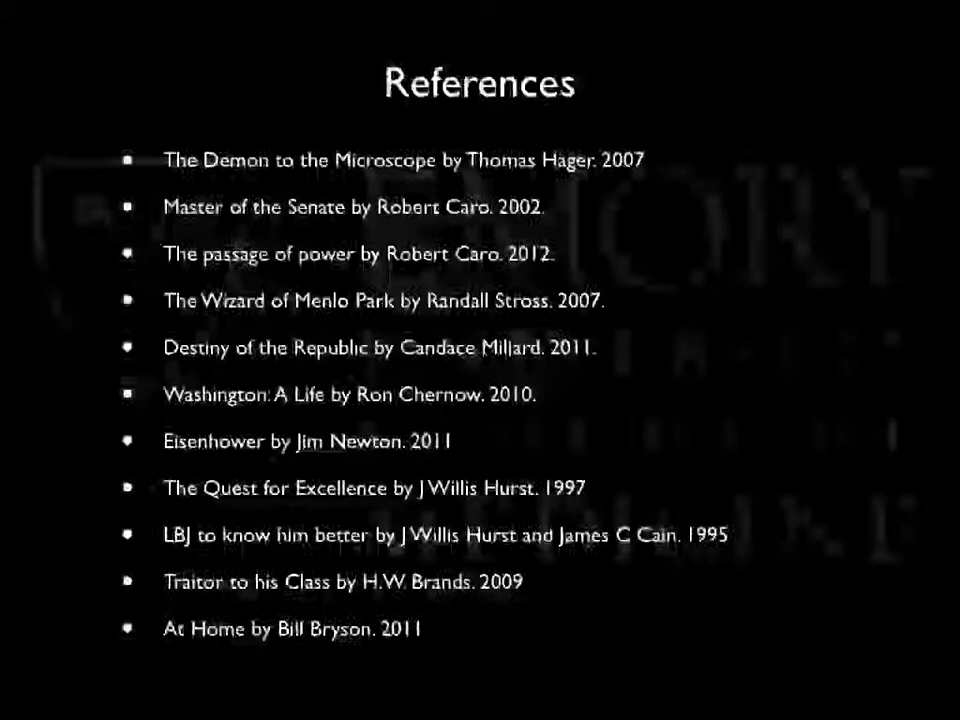 References
• The Demon to the Microscope by Thomas Hager. 2007
• Master of the Senate by Robert Caro. 2002.
• The passage of power by Robert Caro. 2012.
• The Wizard of Menlo Park by Randall Stross. 2007.
• Destiny of the Republic by Candace Millard. 2011.
• Washington: A Life by Ron Chernow. 2010.
• Eisenhower by Jim Newton. 2011
• The Quest for Excellence by J Willis Hurst. 1997
• LBJ to know him better by J Willis Hurst and James C Cain. 1995
• Traitor to his Class by H.W. Brands. 2009
• At Home by Bill Bryson. 2011
EMORY